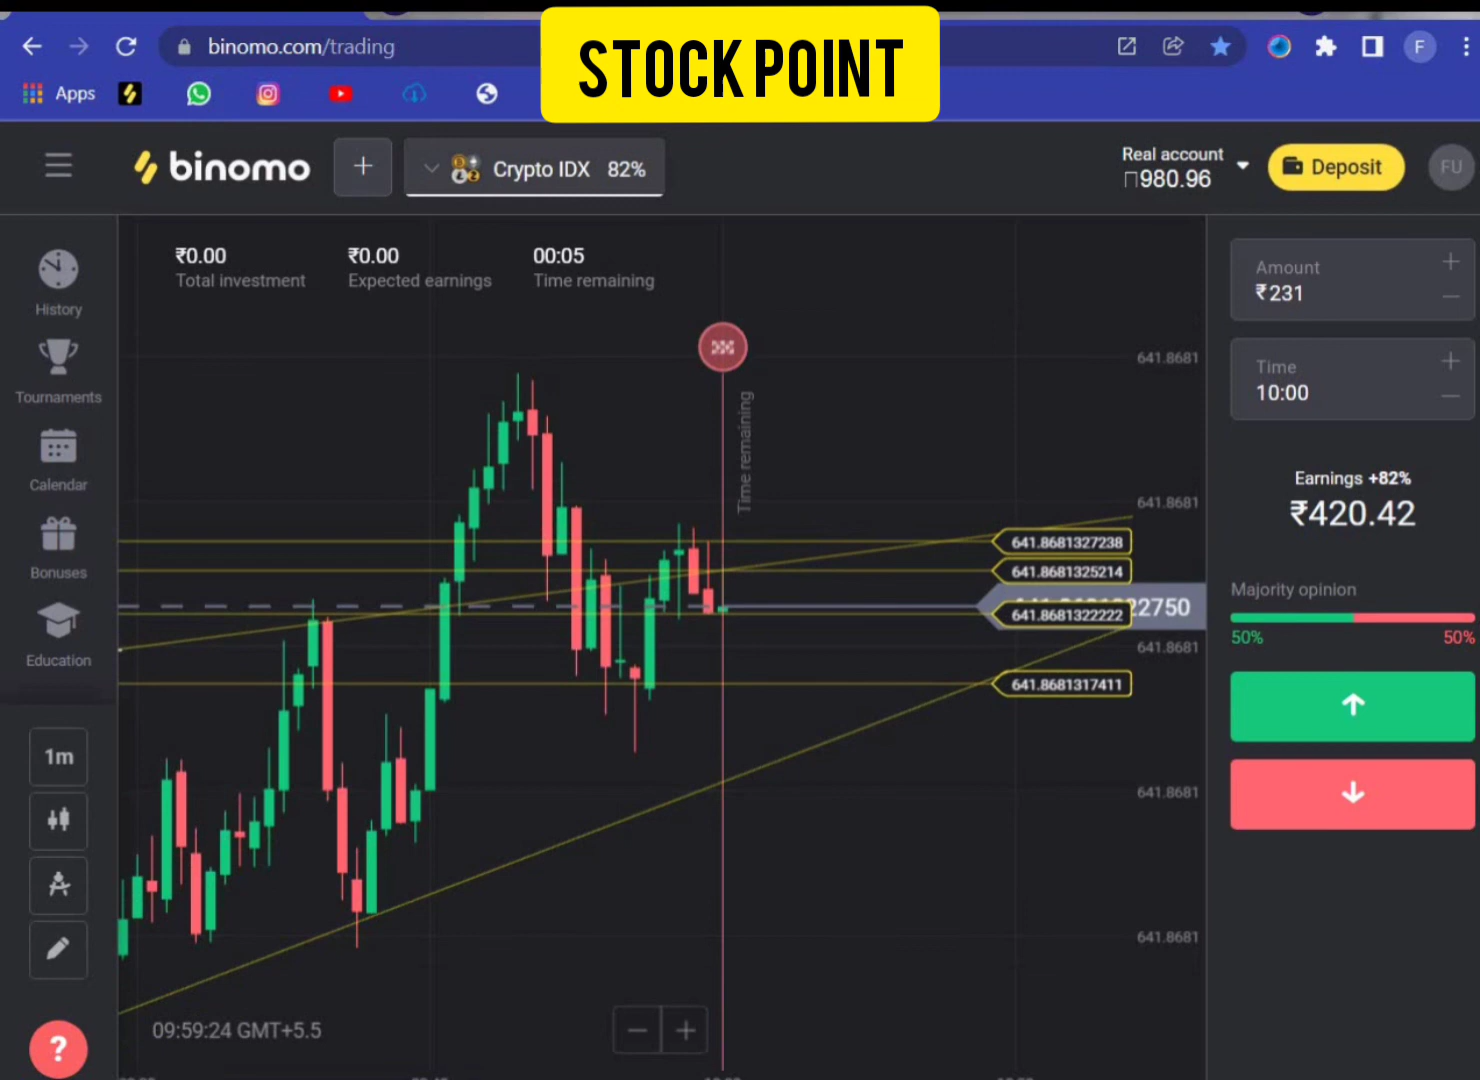 STOCK POINT
binomo.com/trading
F
Apps
binomo
+
Crypto IDX 82%
Real account
980.96
Deposit
FU
₹0.00
Total investment
₹0.00
Expected earnings
00:05
Time remaining
History
Tournaments
Calendar
Bonuses
Education
1m
?
Time remaining
641.8681
641.8681
641.8681327238
641.8681325214
22750
641.8681322222
641.8681
641.8681317411
641.8681
641.8681
09:59:24 GMT+5.5
Amount
₹231
Time
10:00
Earnings +82%
₹420.42
Majority opinion
50% 50%